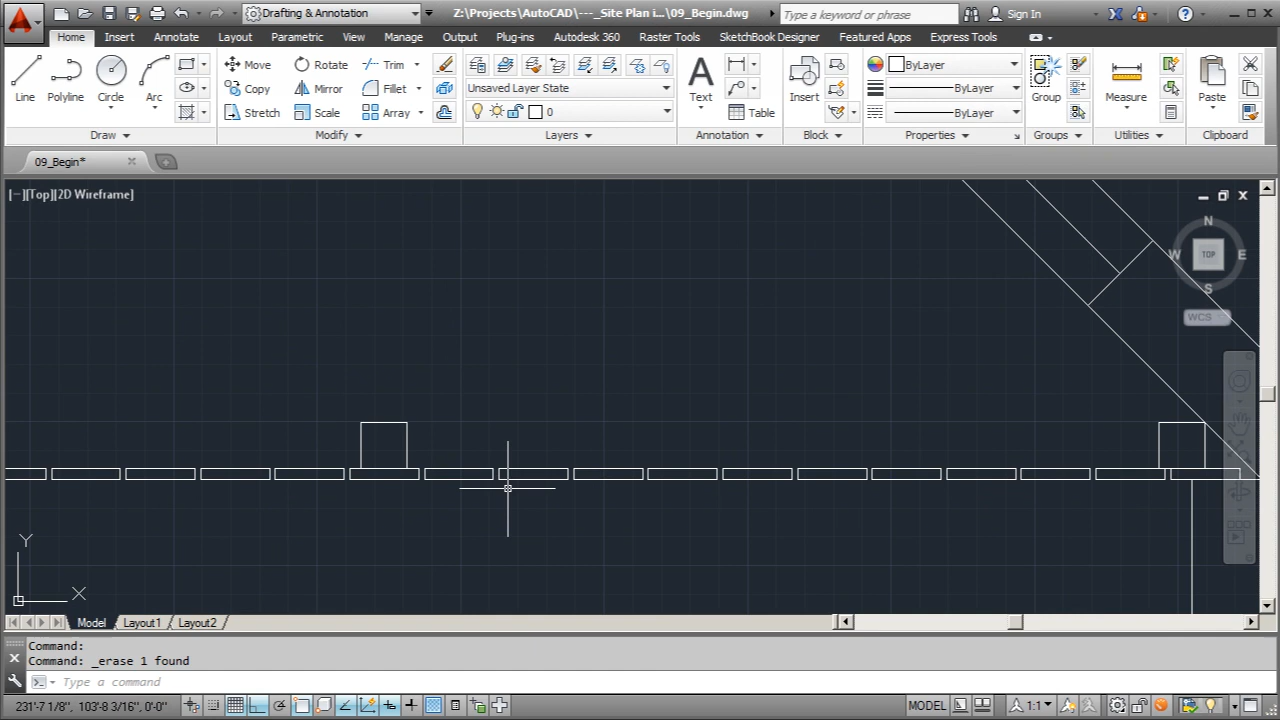 Drafting & Annotation
Z:\Projects\AutoCAD\---_Site Plan i...\09_Begin.dwg
Type a keyword or phrase
Sign In
Home Insert Annotate Layout Parametric View Manage Output Plug-ins Autodesk 360 Raster Tools SketchBook Designer Featured Apps Express Tools
Move Rotate Trim
Unsaved Layer State
ByLayer
Line Polyline Circle Arc
Copy Mirror Fillet
Text
Insert
ByLayer
Group
Measure
Paste
Stretch Scale Array
0
Table
ByLayer
Draw Modify Layers Annotation Block Properties Groups Utilities Clipboard
09_Begin*
[−][Top][2D Wireframe]
N
W TOP E
S
WCS
Y
X
Model Layout1 Layout2
Command:
Command: _erase 1 found
Type a command
231'-7 1/8", 103'-8 3/16", 0'-0"
MODEL
1:1